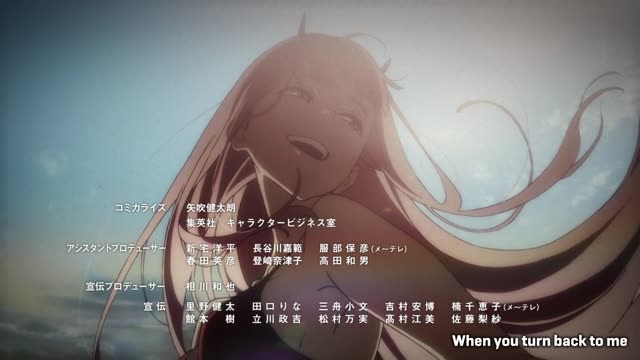 コミカライズ 矢吹健太朗
集英社 キャラクタービジネス室
アシスタントプロデューサー 新宅洋平 長谷川嘉範 服部保彦(メ〜テレ)
春田英彦 登崎奈津子 高田和男
宣伝プロデューサー 相川和也
宣伝 里野健太 田口りな 三舟小文 吉村安博 楠千恵子(メ〜テレ)
館本樹 立川政吉 松村万実 髙村江美 佐藤梨紗
When you turn back to me